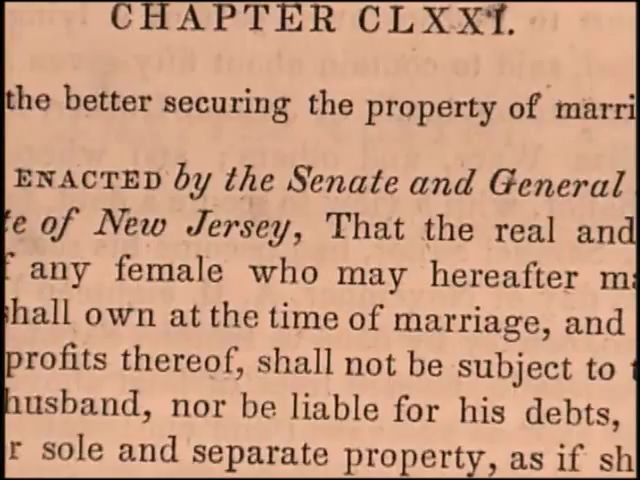 CHAPTER CLXXI.
the better securing the property of marri
ENACTED by the Senate and General
te of New Jersey, That the real and
f any female who may hereafter ma
shall own at the time of marriage, and
profits thereof, shall not be subject to t
husband, nor be liable for his debts,
r sole and separate property, as if sh